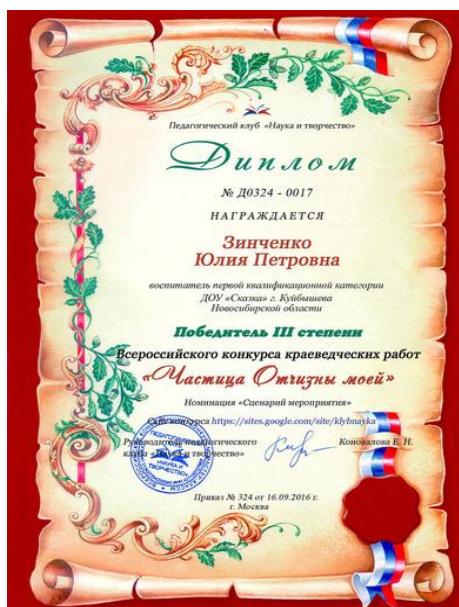 Педагогический клуб «Наука и творчество»
Диплом
№ Д0324 - 0017
НАГРАЖДАЕТСЯ
Зинченко
Юлия Петровна
воспитатель первой квалификационной категории
ДОУ «Сказка» г. Куйбышева
Новосибирской области
Победитель III степени
Всероссийского конкурса краеведческих работ
«Частица Отчизны моей»
Номинация «Сценарий мероприятия»
Сайт конкурса https://sites.google.com/site/klybnayka
Руководитель педагогического
клуба «Наука и творчество»
Коновалова Е. Н.
«НАУКА И
ТВОРЧЕСТВО»
Приказ № 324 от 16.09.2016 г.
г. Москва